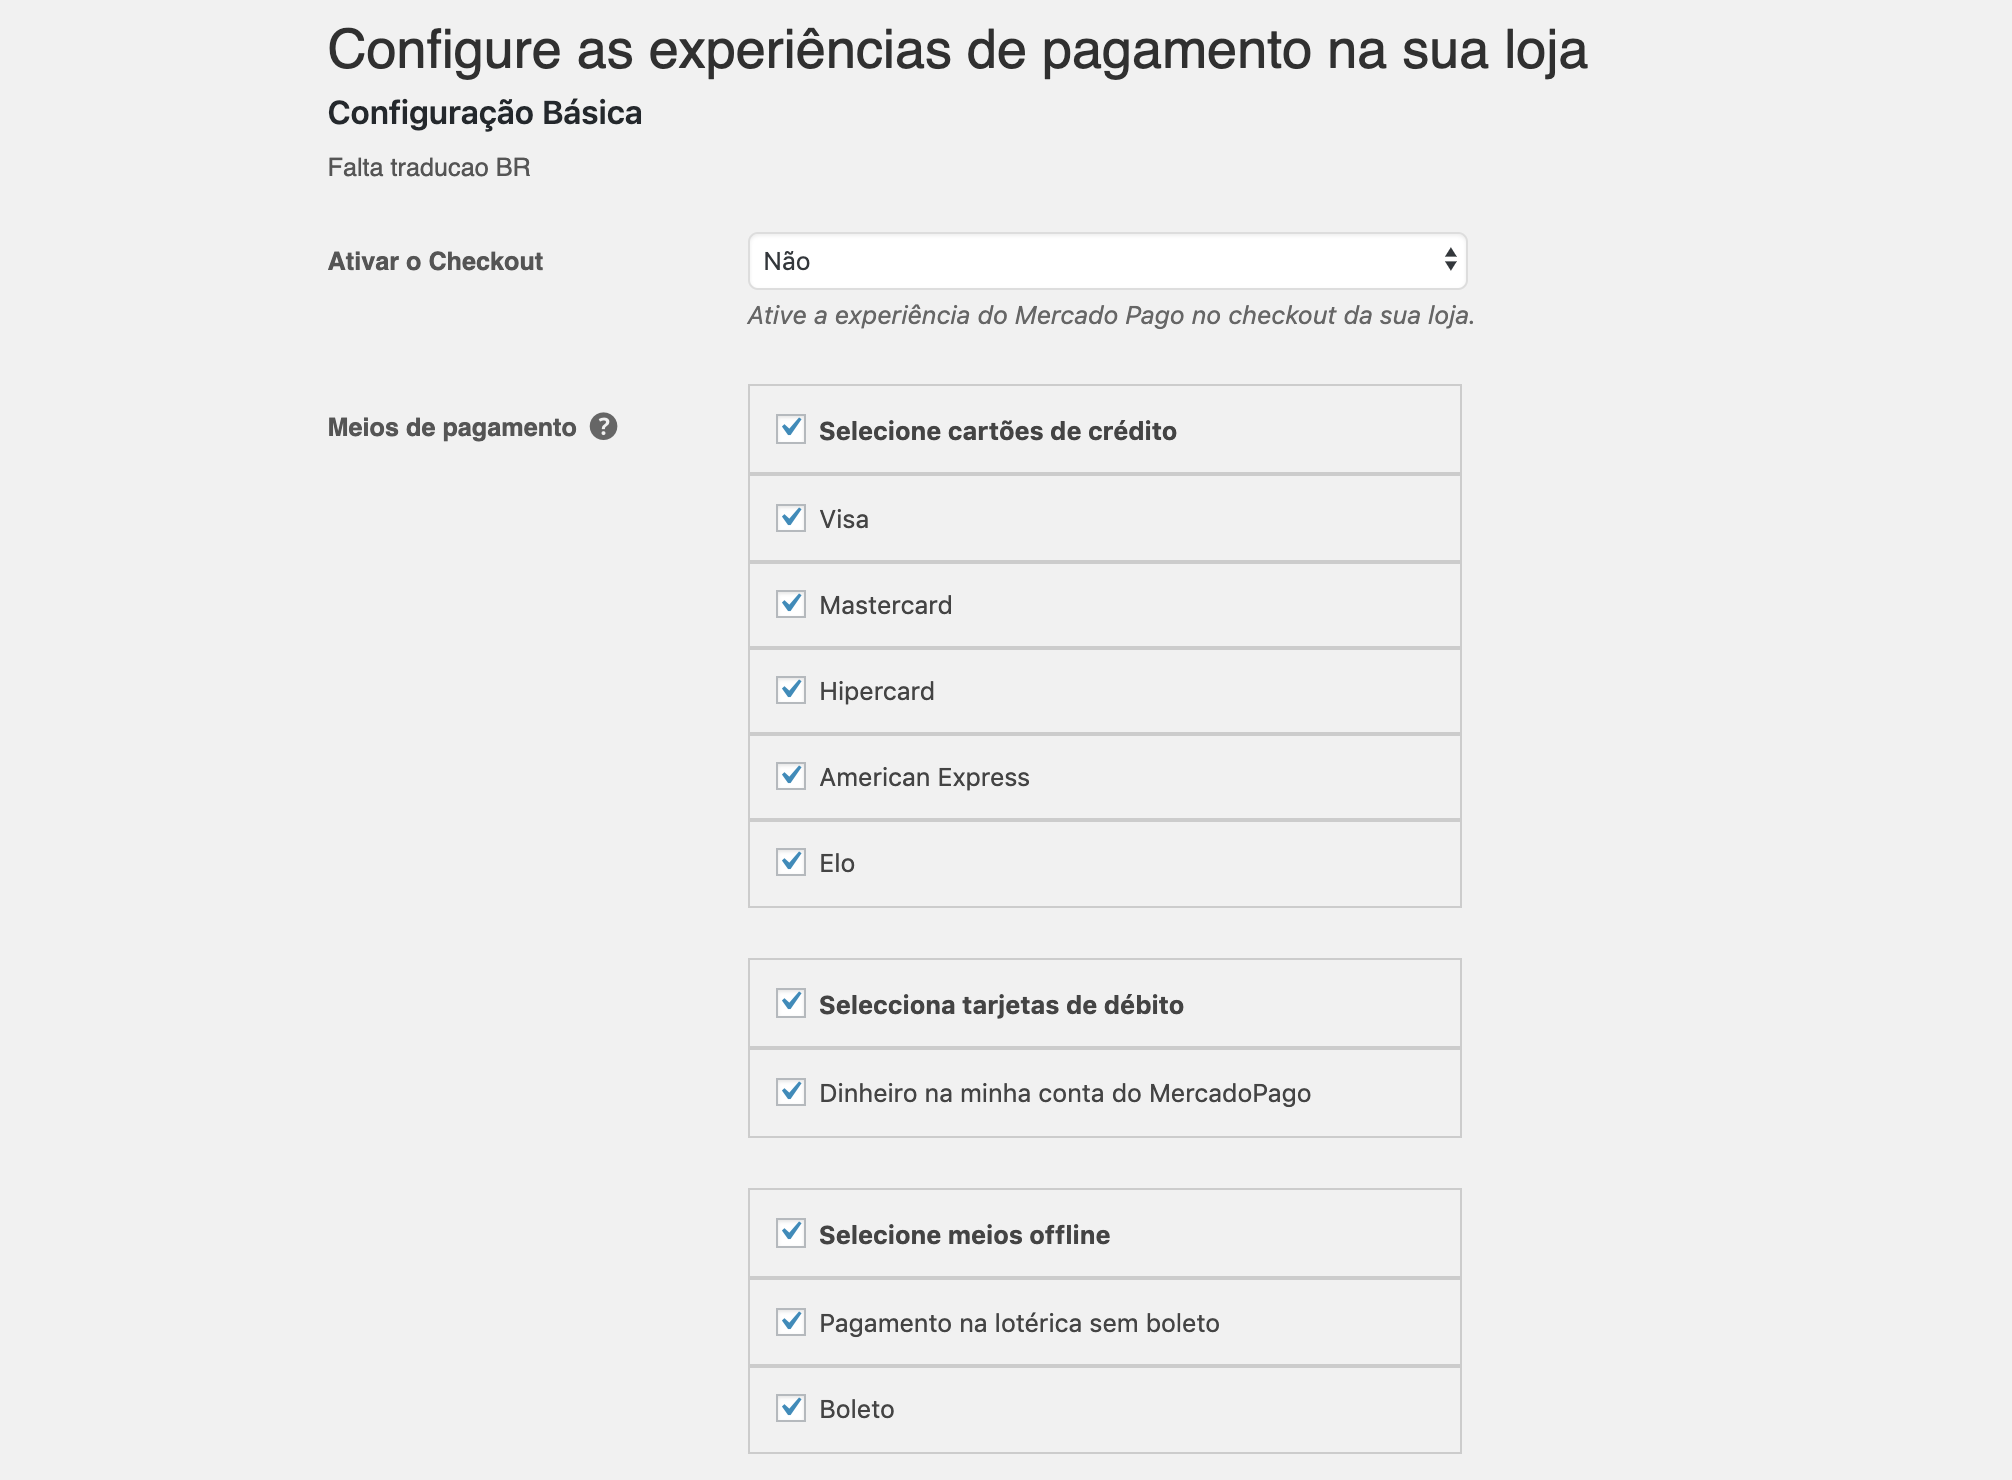 Configure as experiências de pagamento na sua loja
Configuração Básica
Falta traducao BR
Ativar o Checkout
Não
Ative a experiência do Mercado Pago no checkout da sua loja.
Meios de pagamento ?
Selecione cartões de crédito
Visa
Mastercard
Hipercard
American Express
Elo
Selecciona tarjetas de débito
Dinheiro na minha conta do MercadoPago
Selecione meios offline
Pagamento na lotérica sem boleto
Boleto